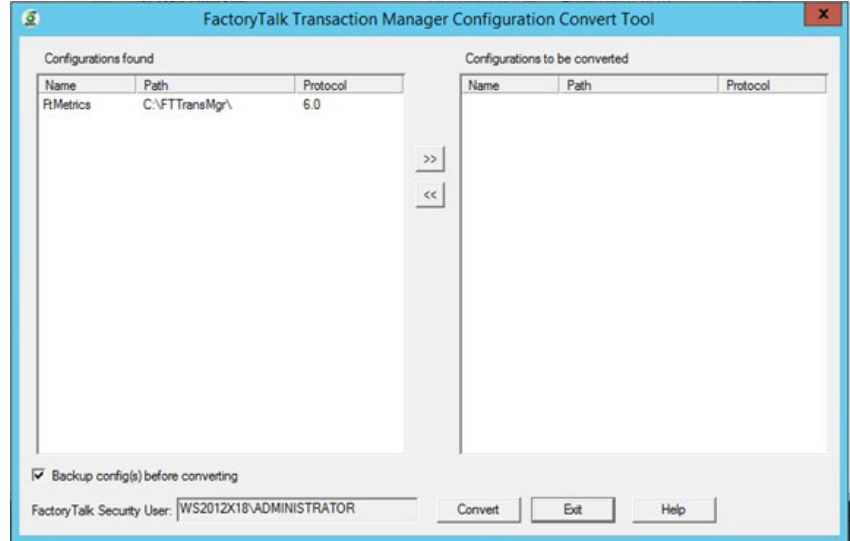 FactoryTalk Transaction Manager Configuration Convert Tool
x
Configurations found
Configurations to be converted
Name Path Protocol
Name Path Protocol
FtMetrics C:\FTTransMgr\ 6.0
>>
<<
Backup config(s) before converting
FactoryTalk Security User: WS2012X18\ADMINISTRATOR Convert Exit Help